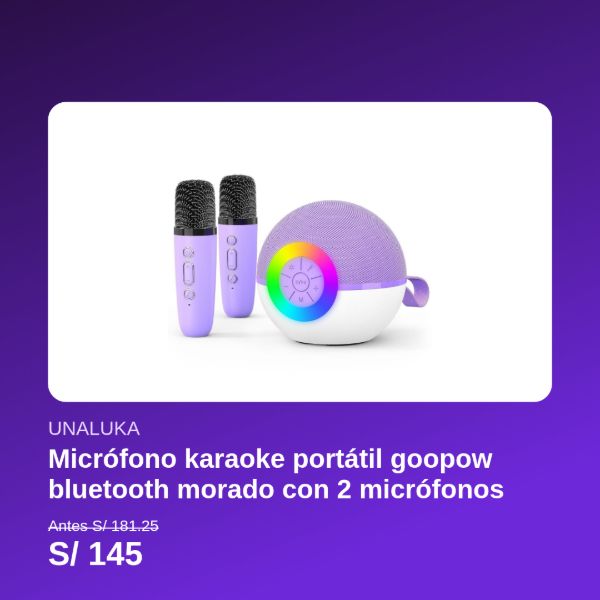 UNALUKA
Micrófono karaoke portátil goopow
bluetooth morado con 2 micrófonos
Antes S/ 181.25
S/ 145